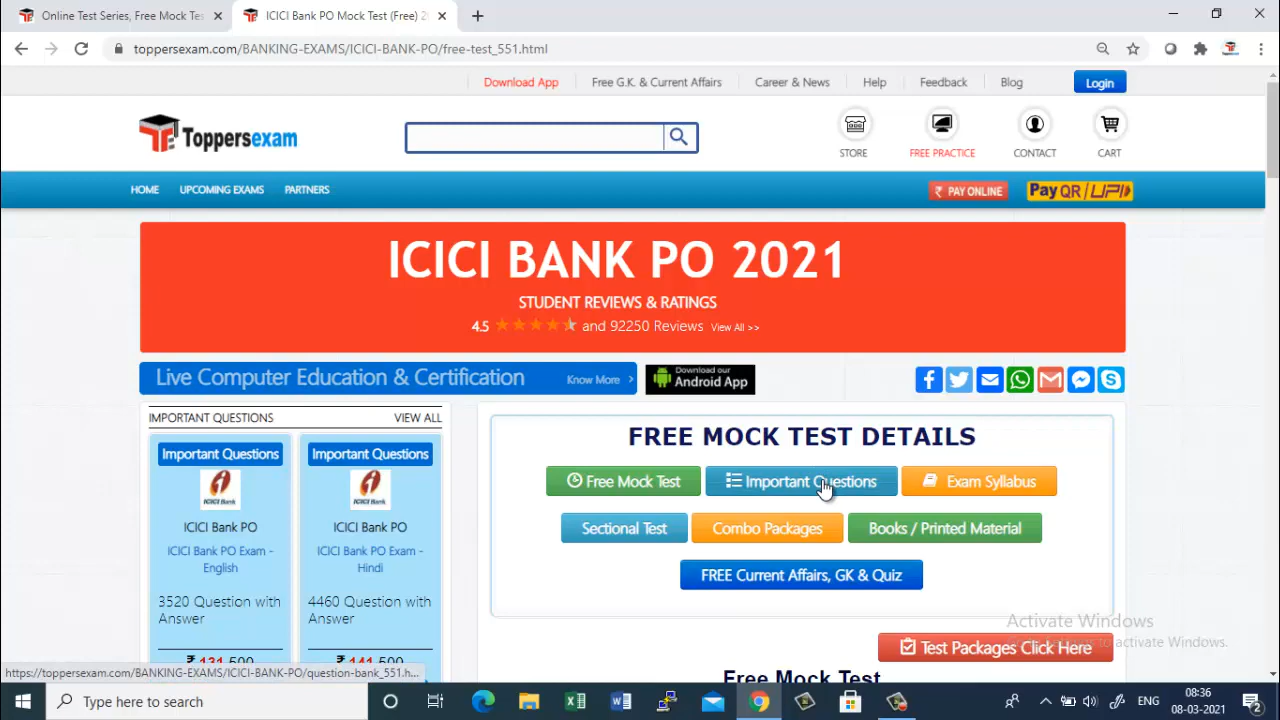 Online Test Series, Free Mock Tes
ICICI Bank PO Mock Test (Free) 2
toppersexam.com/BANKING-EXAMS/ICICI-BANK-PO/free-test_551.html
Download App
Free G.K. & Current Affairs
Career & News
Help
Feedback
Blog
Login
Toppersexam
STORE
FREE PRACTICE
CONTACT
CART
HOME
UPCOMING EXAMS
PARTNERS
₹ PAY ONLINE
Pay QR / UPI
ICICI BANK PO 2021
STUDENT REVIEWS & RATINGS
4.5 and 92250 Reviews View All >>
Live Computer Education & Certification
Know More >
Download our
Android App
IMPORTANT QUESTIONS
VIEW ALL
Important Questions
ICICI Bank
ICICI Bank PO
ICICI Bank PO Exam -
English
3520 Question with
Answer
₹ 131 500
Important Questions
ICICI Bank
ICICI Bank PO
ICICI Bank PO Exam -
Hindi
4460 Question with
Answer
₹ 141 500
FREE MOCK TEST DETAILS
Free Mock Test
Important Questions
Exam Syllabus
Sectional Test
Combo Packages
Books / Printed Material
FREE Current Affairs, GK & Quiz
Test Packages Click Here
Free Mock Test
Activate Windows
activate Windows.
https://toppersexam.com/BANKING-EXAMS/ICICI-BANK-PO/question-bank_551.h...
Type here to search
ENG
08:36
08-03-2021
2